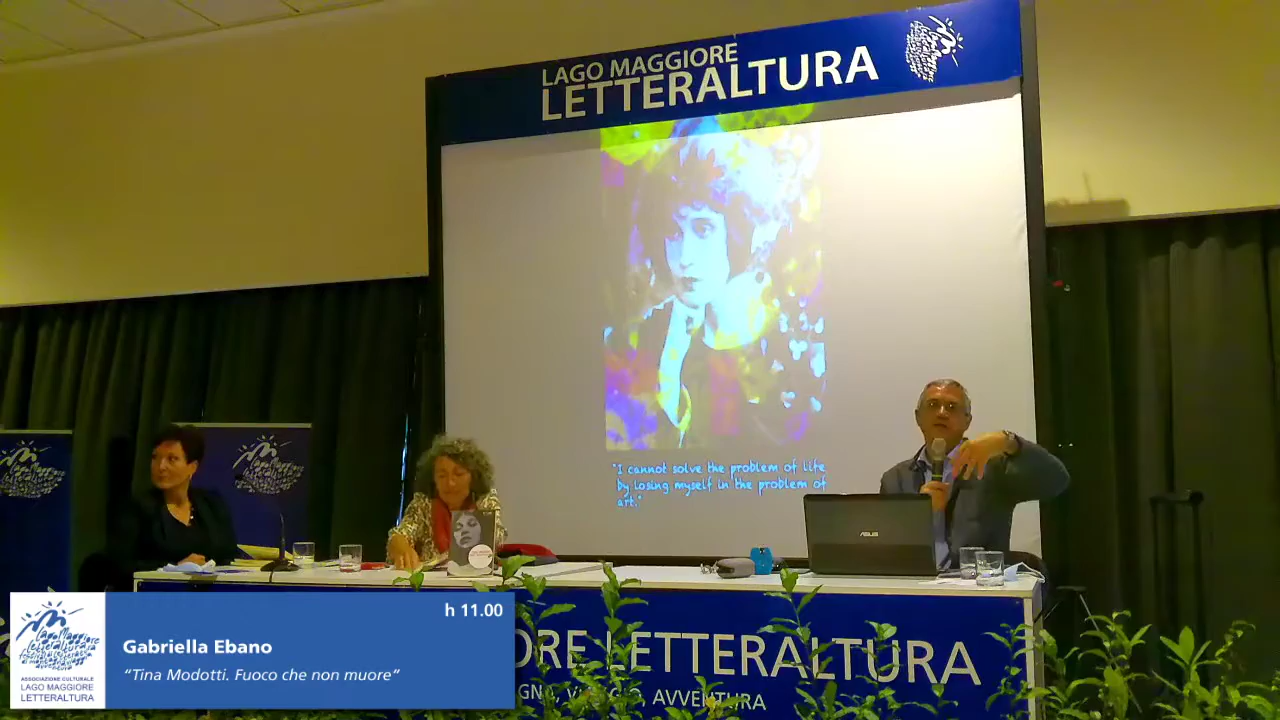 LAGO MAGGIORE
LETTERALTURA
"I cannot solve the problem of life
by losing myself in the problem of
art."
ASUS
h 11.00
Gabriella Ebano
“Tina Modotti. Fuoco che non muore”
ASSOCIAZIONE CULTURALE
LAGO MAGGIORE
LETTERALTURA
ORE LETTERALTURA
AVVENTURA